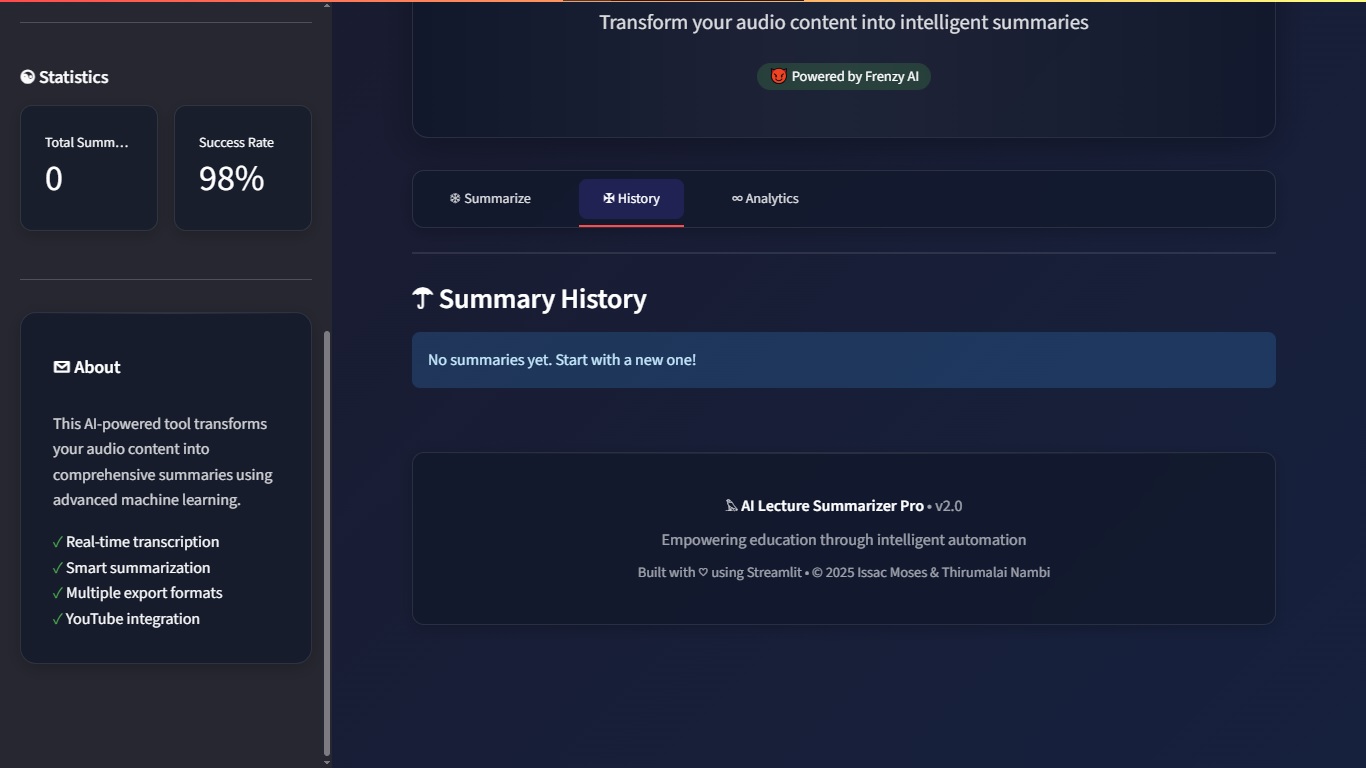 ☯ Statistics
Total Summ...
0
Success Rate
98%
✉ About
This AI-powered tool transforms
your audio content into
comprehensive summaries using
advanced machine learning.
✓ Real-time transcription
✓ Smart summarization
✓ Multiple export formats
✓ YouTube integration
Transform your audio content into intelligent summaries
😈 Powered by Frenzy AI
❄ Summarize
✠ History
∞ Analytics
☂ Summary History
No summaries yet. Start with a new one!
AI Lecture Summarizer Pro • v2.0
Empowering education through intelligent automation
Built with ♡ using Streamlit • © 2025 Issac Moses & Thirumalai Nambi